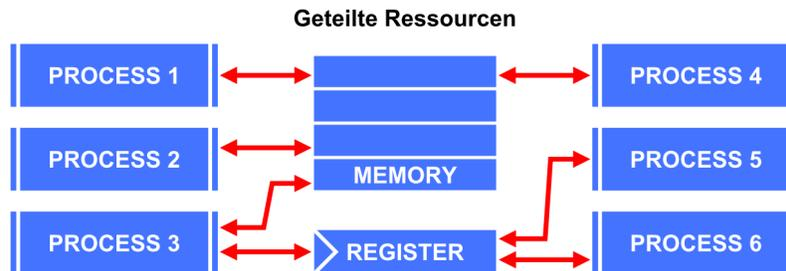 Geteilte Ressourcen
PROCESS 1
PROCESS 4
PROCESS 2
PROCESS 5
MEMORY
PROCESS 3
PROCESS 6
REGISTER